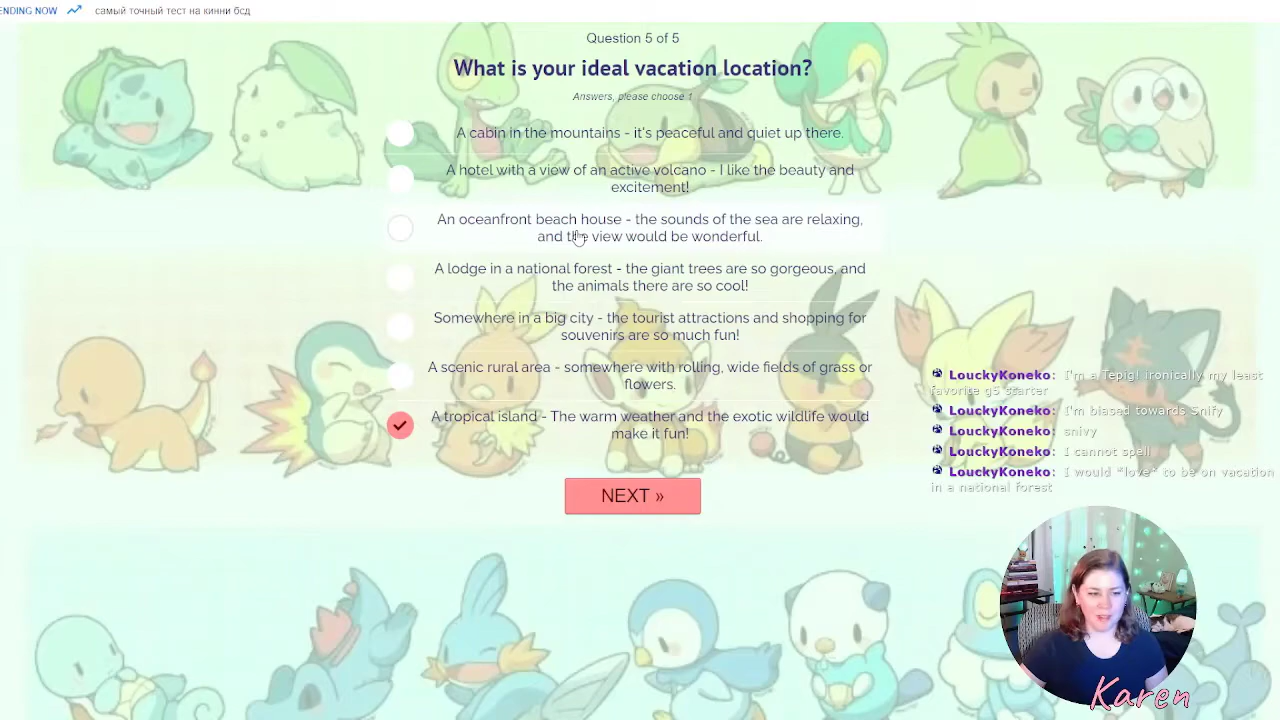 ENDING NOW самый точный тест на кинни бсд
Question 5 of 5
What is your ideal vacation location?
Answers, please choose 1
A cabin in the mountains - it's peaceful and quiet up there.
A hotel with a view of an active volcano - I like the beauty and
excitement!
An oceanfront beach house - the sounds of the sea are relaxing,
and the view would be wonderful.
A lodge in a national forest - the giant trees are so gorgeous, and
the animals there are so cool!
Somewhere in a big city - the tourist attractions and shopping for
souvenirs are so much fun!
A scenic rural area - somewhere with rolling, wide fields of grass or
flowers.
A tropical island - The warm weather and the exotic wildlife would
make it fun!
NEXT »
LouckyKoneko: I'm a Tepig! ironically my least
favorite g5 starter
LouckyKoneko: I'm biased towards Snify
LouckyKoneko: snivy
LouckyKoneko: I cannot spell
LouckyKoneko: I would *love* to be on vacation
in a national forest
Karen